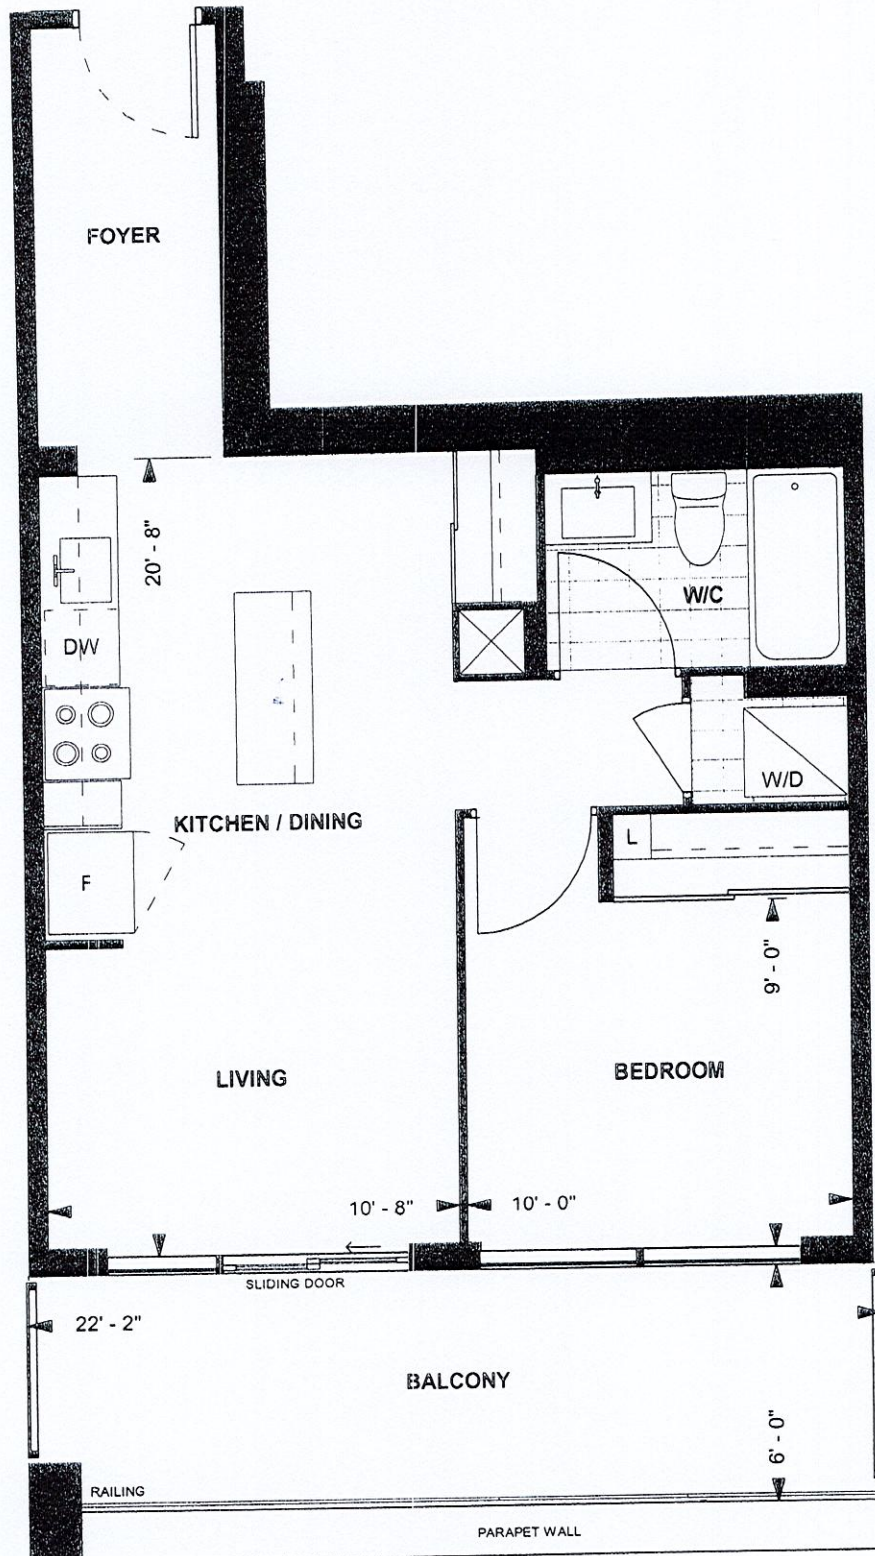 FOYER
20' - 8"
DW
W/C
W/D
KITCHEN / DINING
L
F
9' - 0"
LIVING
BEDROOM
10' - 8"
10' - 0"
SLIDING DOOR
22' - 2"
BALCONY
6' - 0"
RAILING
PARAPET WALL